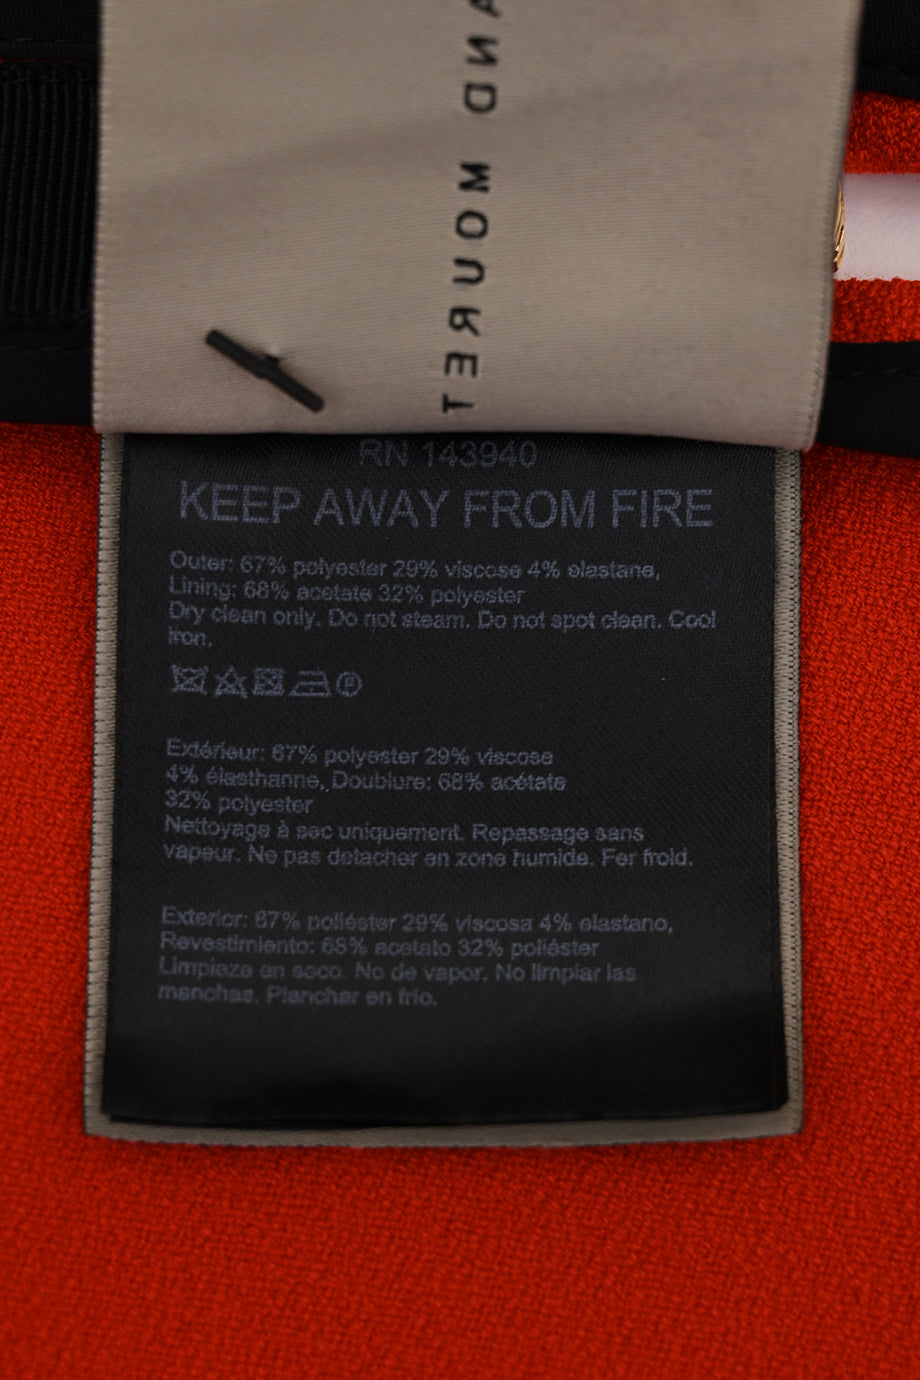 AND MOURET
RN 143940
KEEP AWAY FROM FIRE
Outer: 67% polyester 29% viscose 4% elastane,
Lining: 68% acetate 32% polyester
Dry clean only. Do not steam. Do not spot clean. Cool
Iron.
Extérieur: 67% polyester 29% viscose
4% élasthanne, Doublure: 68% acétate
32% polyester
Nettoyage à sec uniquement. Repassage sans
vapeur. Ne pas detacher en zone humide. Fer froid.
Exterior: 67% poliéster 29% viscosa 4% elastano,
Revestimiento: 68% acetato 32% poliéster
Limpieza en seco. No de vapor. No limpiar las
manchas. Planchar en frio.